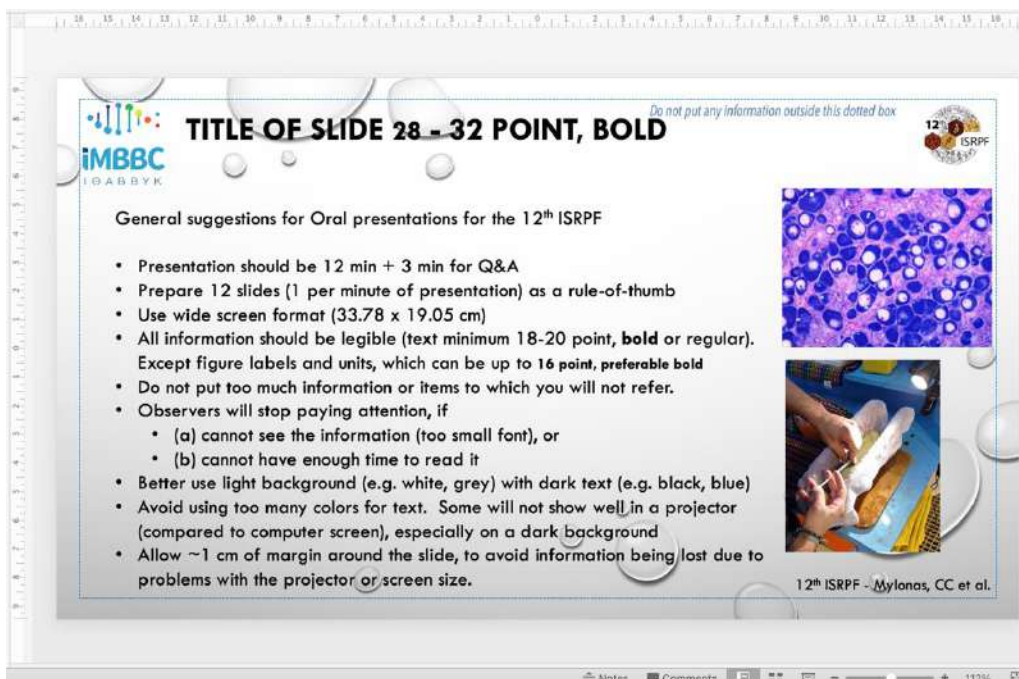 Do not put any information outside this dotted box
TITLE OF SLIDE 28 - 32 POINT, BOLD
iMBBC
ΙΘΑΒΒΥΚ
12th ISRPF
General suggestions for Oral presentations for the 12th ISRPF
• Presentation should be 12 min + 3 min for Q&A
• Prepare 12 slides (1 per minute of presentation) as a rule-of-thumb
• Use wide screen format (33.78 x 19.05 cm)
• All information should be legible (text minimum 18-20 point, bold or regular).
Except figure labels and units, which can be up to 16 point, preferable bold
• Do not put too much information or items to which you will not refer.
• Observers will stop paying attention, if
• (a) cannot see the information (too small font), or
• (b) cannot have enough time to read it
• Better use light background (e.g. white, grey) with dark text (e.g. black, blue)
• Avoid using too many colors for text. Some will not show well in a projector
(compared to computer screen), especially on a dark background
• Allow ~1 cm of margin around the slide, to avoid information being lost due to
problems with the projector or screen size.
12th ISRPF - Mylonas, CC et al.
Notes Comments 112%